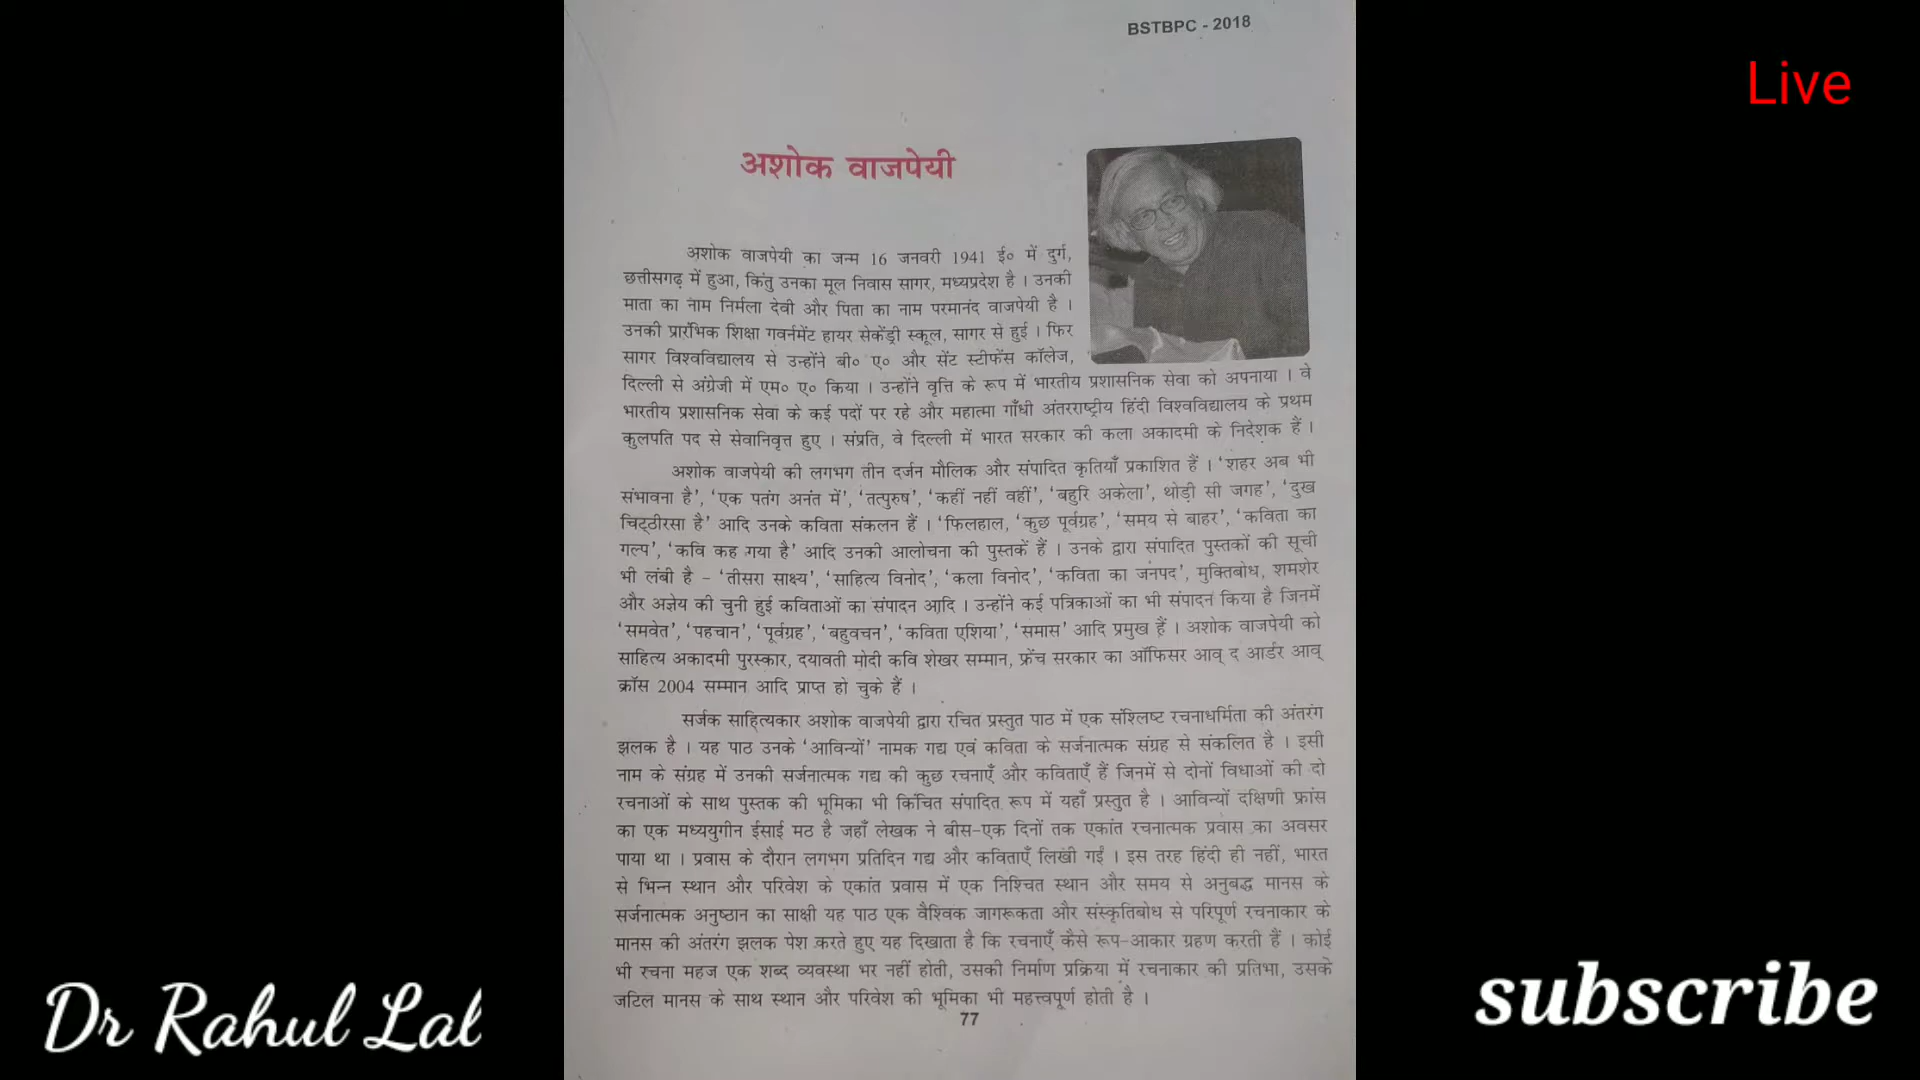 BSTBPC - 2018
Live
अशोक वाजपेयी
अशोक वाजपेयी का जन्म 16 जनवरी 1941 ई० में दुर्ग,
छत्तीसगढ़ में हुआ, किंतु उनका मूल निवास सागर, मध्यप्रदेश है । उनकी
माता का नाम निर्मला देवी और पिता का नाम परमानंद वाजपेयी है ।
उनकी प्रारंभिक शिक्षा गवर्नमेंट हायर सेकेंड्री स्कूल, सागर से हुई । फिर
सागर विश्वविद्यालय से उन्होंने बी० ए० और सेंट स्टीफेंस कॉलेज,
दिल्ली से अंग्रेजी में एम० ए० किया । उन्होंने वृत्ति के रूप में भारतीय प्रशासनिक सेवा को अपनाया । वे
भारतीय प्रशासनिक सेवा के कई पदों पर रहे और महात्मा गाँधी अंतरराष्ट्रीय हिंदी विश्वविद्यालय के प्रथम
कुलपति पद से सेवानिवृत्त हुए । संप्रति, वे दिल्ली में भारत सरकार की कला अकादमी के निदेशक हैं ।
अशोक वाजपेयी की लगभग तीन दर्जन मौलिक और संपादित कृतियाँ प्रकाशित हैं । ‘शहर अब भी
संभावना है’, ‘एक पतंग अनंत में’, ‘तत्पुरुष’, ‘कहीं नहीं वहीं’, ‘बहुरि अकेला’, थोड़ी सी जगह’, ‘दुख
चिट्ठीरसा है’ आदि उनके कविता संकलन हैं । ‘फिलहाल, ‘कुछ पूर्वग्रह’, ‘समय से बाहर’, ‘कविता का
गल्प’, ‘कवि कह गया है’ आदि उनकी आलोचना की पुस्तकें हैं । उनके द्वारा संपादित पुस्तकों की सूची
भी लंबी है – ‘तीसरा साक्ष्य’, ‘साहित्य विनोद’, ‘कला विनोद’, ‘कविता का जनपद’, मुक्तिबोध, शमशेर
और अज्ञेय की चुनी हुई कविताओं का संपादन आदि । उन्होंने कई पत्रिकाओं का भी संपादन किया है जिनमें
‘समवेत’, ‘पहचान’, ‘पूर्वग्रह’, ‘बहुवचन’, ‘कविता एशिया’, ‘समास’ आदि प्रमुख हैं । अशोक वाजपेयी को
साहित्य अकादमी पुरस्कार, दयावती मोदी कवि शेखर सम्मान, फ्रेंच सरकार का ऑफिसर आव् द आर्डर आव्
क्रॉस 2004 सम्मान आदि प्राप्त हो चुके हैं ।
सर्जक साहित्यकार अशोक वाजपेयी द्वारा रचित प्रस्तुत पाठ में एक संश्लिष्ट रचनाधर्मिता की अंतरंग
झलक है । यह पाठ उनके ‘आविन्यों’ नामक गद्य एवं कविता के सर्जनात्मक संग्रह से संकलित है । इसी
नाम के संग्रह में उनकी सर्जनात्मक गद्य की कुछ रचनाएँ और कविताएँ हैं जिनमें से दोनों विधाओं की दो
रचनाओं के साथ पुस्तक की भूमिका भी किंचित संपादित रूप में यहाँ प्रस्तुत है । आविन्यों दक्षिणी फ्रांस
का एक मध्ययुगीन ईसाई मठ है जहाँ लेखक ने बीस-एक दिनों तक एकांत रचनात्मक प्रवास का अवसर
पाया था । प्रवास के दौरान लगभग प्रतिदिन गद्य और कविताएँ लिखी गईं । इस तरह हिंदी ही नहीं, भारत
से भिन्न स्थान और परिवेश के एकांत प्रवास में एक निश्चित स्थान और समय से अनुबद्ध मानस के
सर्जनात्मक अनुष्ठान का साक्षी यह पाठ एक वैश्विक जागरूकता और संस्कृतिबोध से परिपूर्ण रचनाकार के
मानस की अंतरंग झलक पेश करते हुए यह दिखाता है कि रचनाएँ कैसे रूप-आकार ग्रहण करती हैं । कोई
भी रचना महज एक शब्द व्यवस्था भर नहीं होती, उसकी निर्माण प्रक्रिया में रचनाकार की प्रतिभा, उसके
जटिल मानस के साथ स्थान और परिवेश की भूमिका भी महत्त्वपूर्ण होती है ।
77
Dr Rahul Lal
subscribe